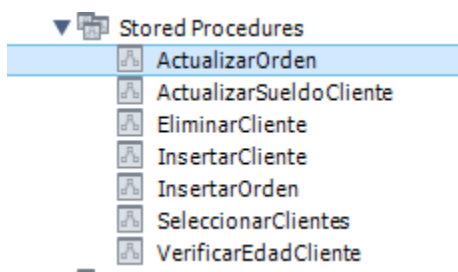 Stored Procedures
ActualizarOrden
ActualizarSueldoCliente
EliminarCliente
InsertarCliente
InsertarOrden
SeleccionarClientes
VerificarEdadCliente